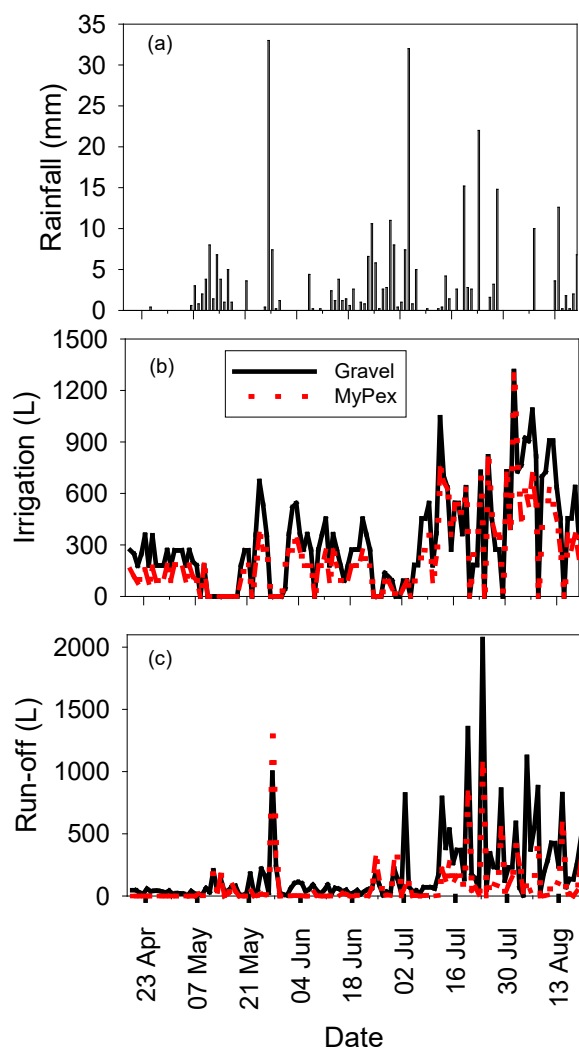 (a)
Rainfall (mm)
35
30
25
20
15
10
5
0
(b)
Irrigation (L)
1500
1200
900
600
300
0
Gravel
MyPex
(c)
Run-off (L)
2000
1500
1000
500
0
23 Apr
07 May
21 May
04 Jun
18 Jun
02 Jul
16 Jul
30 Jul
13 Aug
Date